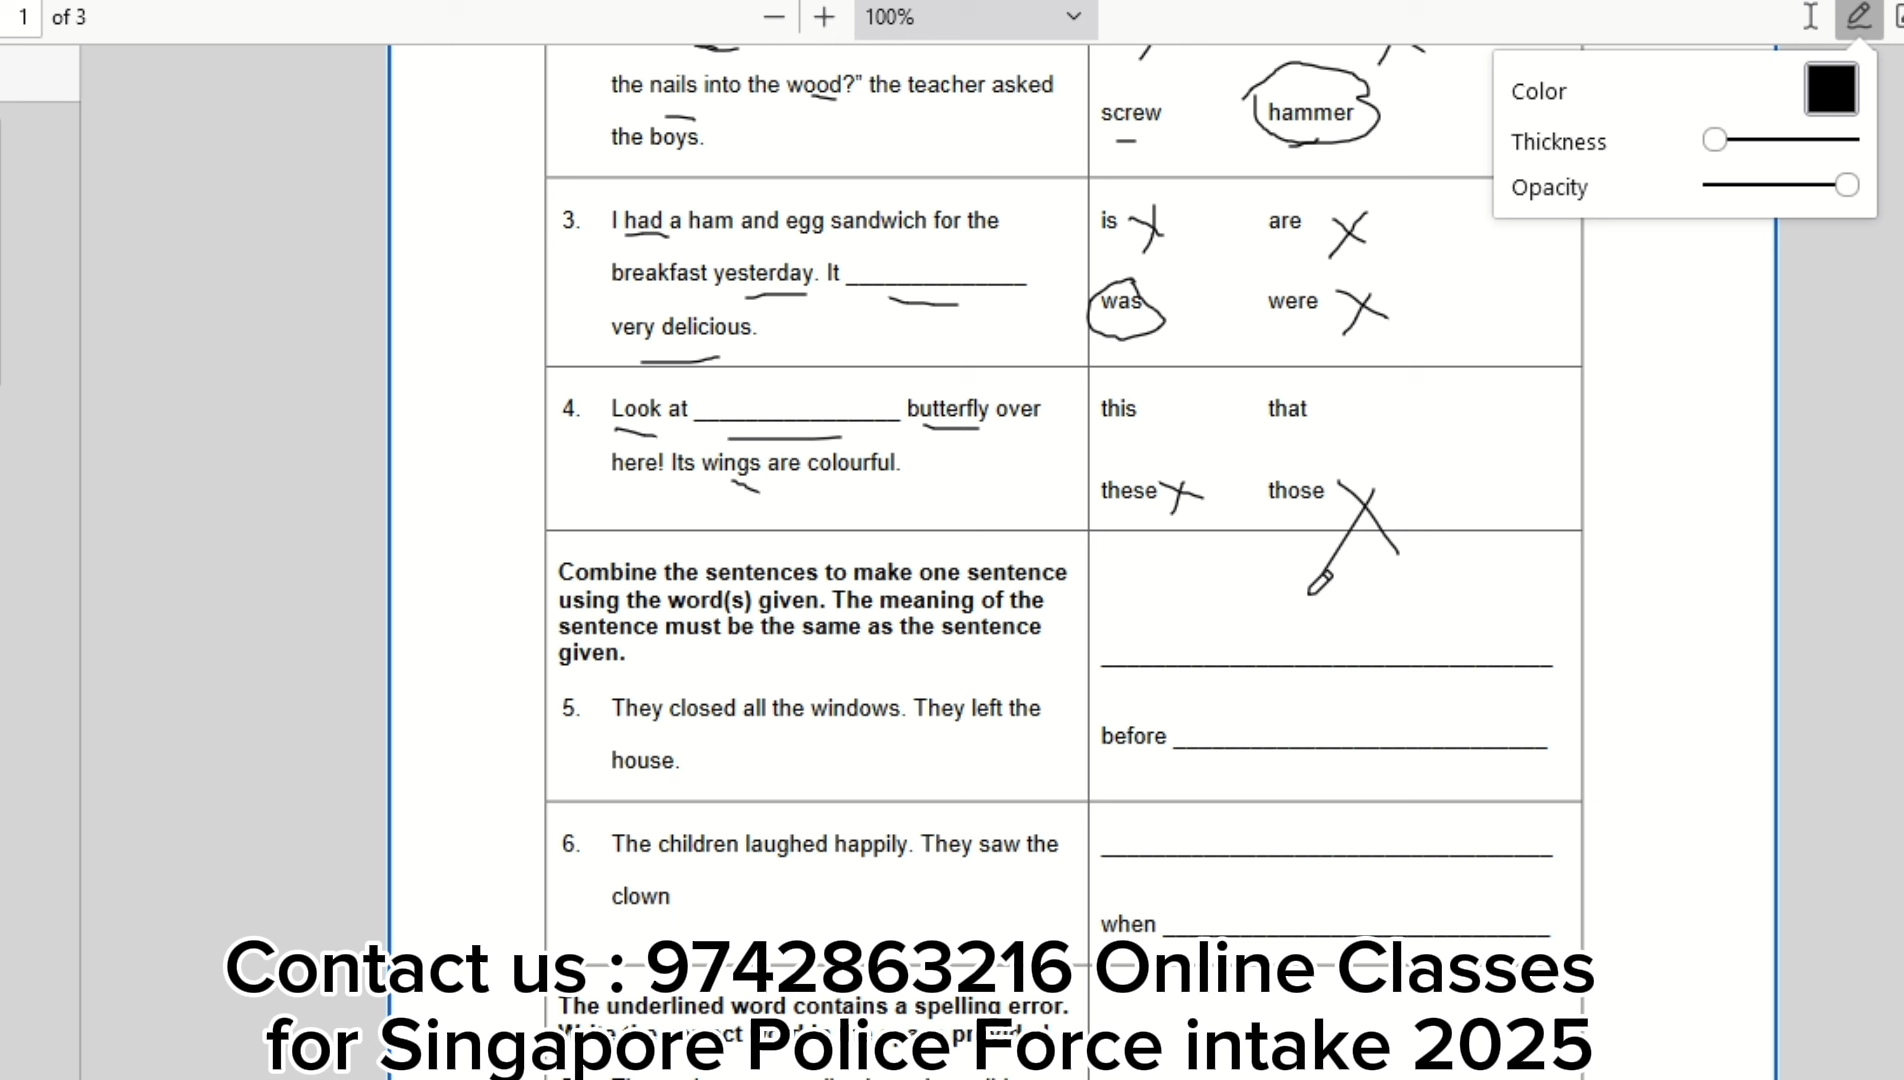 1 of 3
100%
the nails into the wood?” the teacher asked
the boys.
screw hammer
Color
Thickness
Opacity
3. I had a ham and egg sandwich for the
breakfast yesterday. It ______________
very delicious.
is are
was were
4. Look at ________________ butterfly over
here! Its wings are colourful.
this that
these those
Combine the sentences to make one sentence
using the word(s) given. The meaning of the
sentence must be the same as the sentence
given.
5. They closed all the windows. They left the
house.
before ______________________________
6. The children laughed happily. They saw the
clown
when ______________________________
Contact us : 9742863216 Online Classes
The underlined word contains a spelling error.
for Singapore Police Force intake 2025